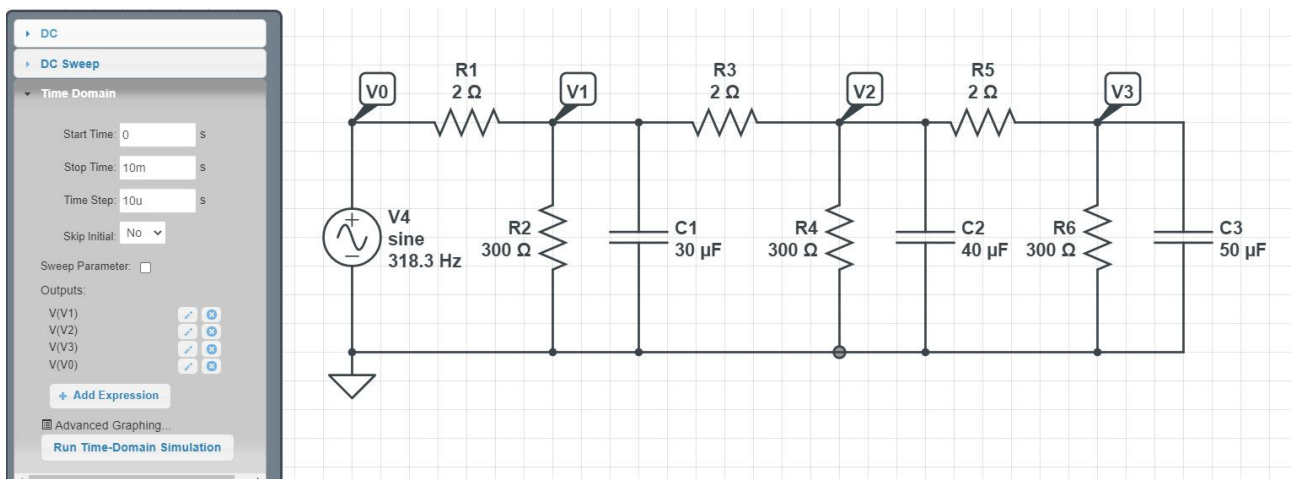 DC
DC Sweep
Time Domain
Start Time: 0 s
Stop Time: 10m s
Time Step: 10u s
Skip Initial: No
Sweep Parameter:
Outputs:
V(V1)
V(V2)
V(V3)
V(V0)
+ Add Expression
Advanced Graphing...
Run Time-Domain Simulation
V0
R1
2 Ω
V1
R3
2 Ω
V2
R5
2 Ω
V3
V4
sine
318.3 Hz
R2
300 Ω
C1
30 μF
R4
300 Ω
C2
40 μF
R6
300 Ω
C3
50 μF